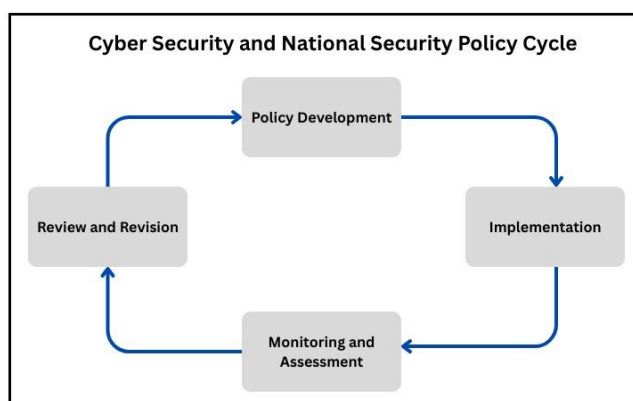 Cyber Security and National Security Policy Cycle
Policy Development
Review and Revision
Implementation
Monitoring and
Assessment